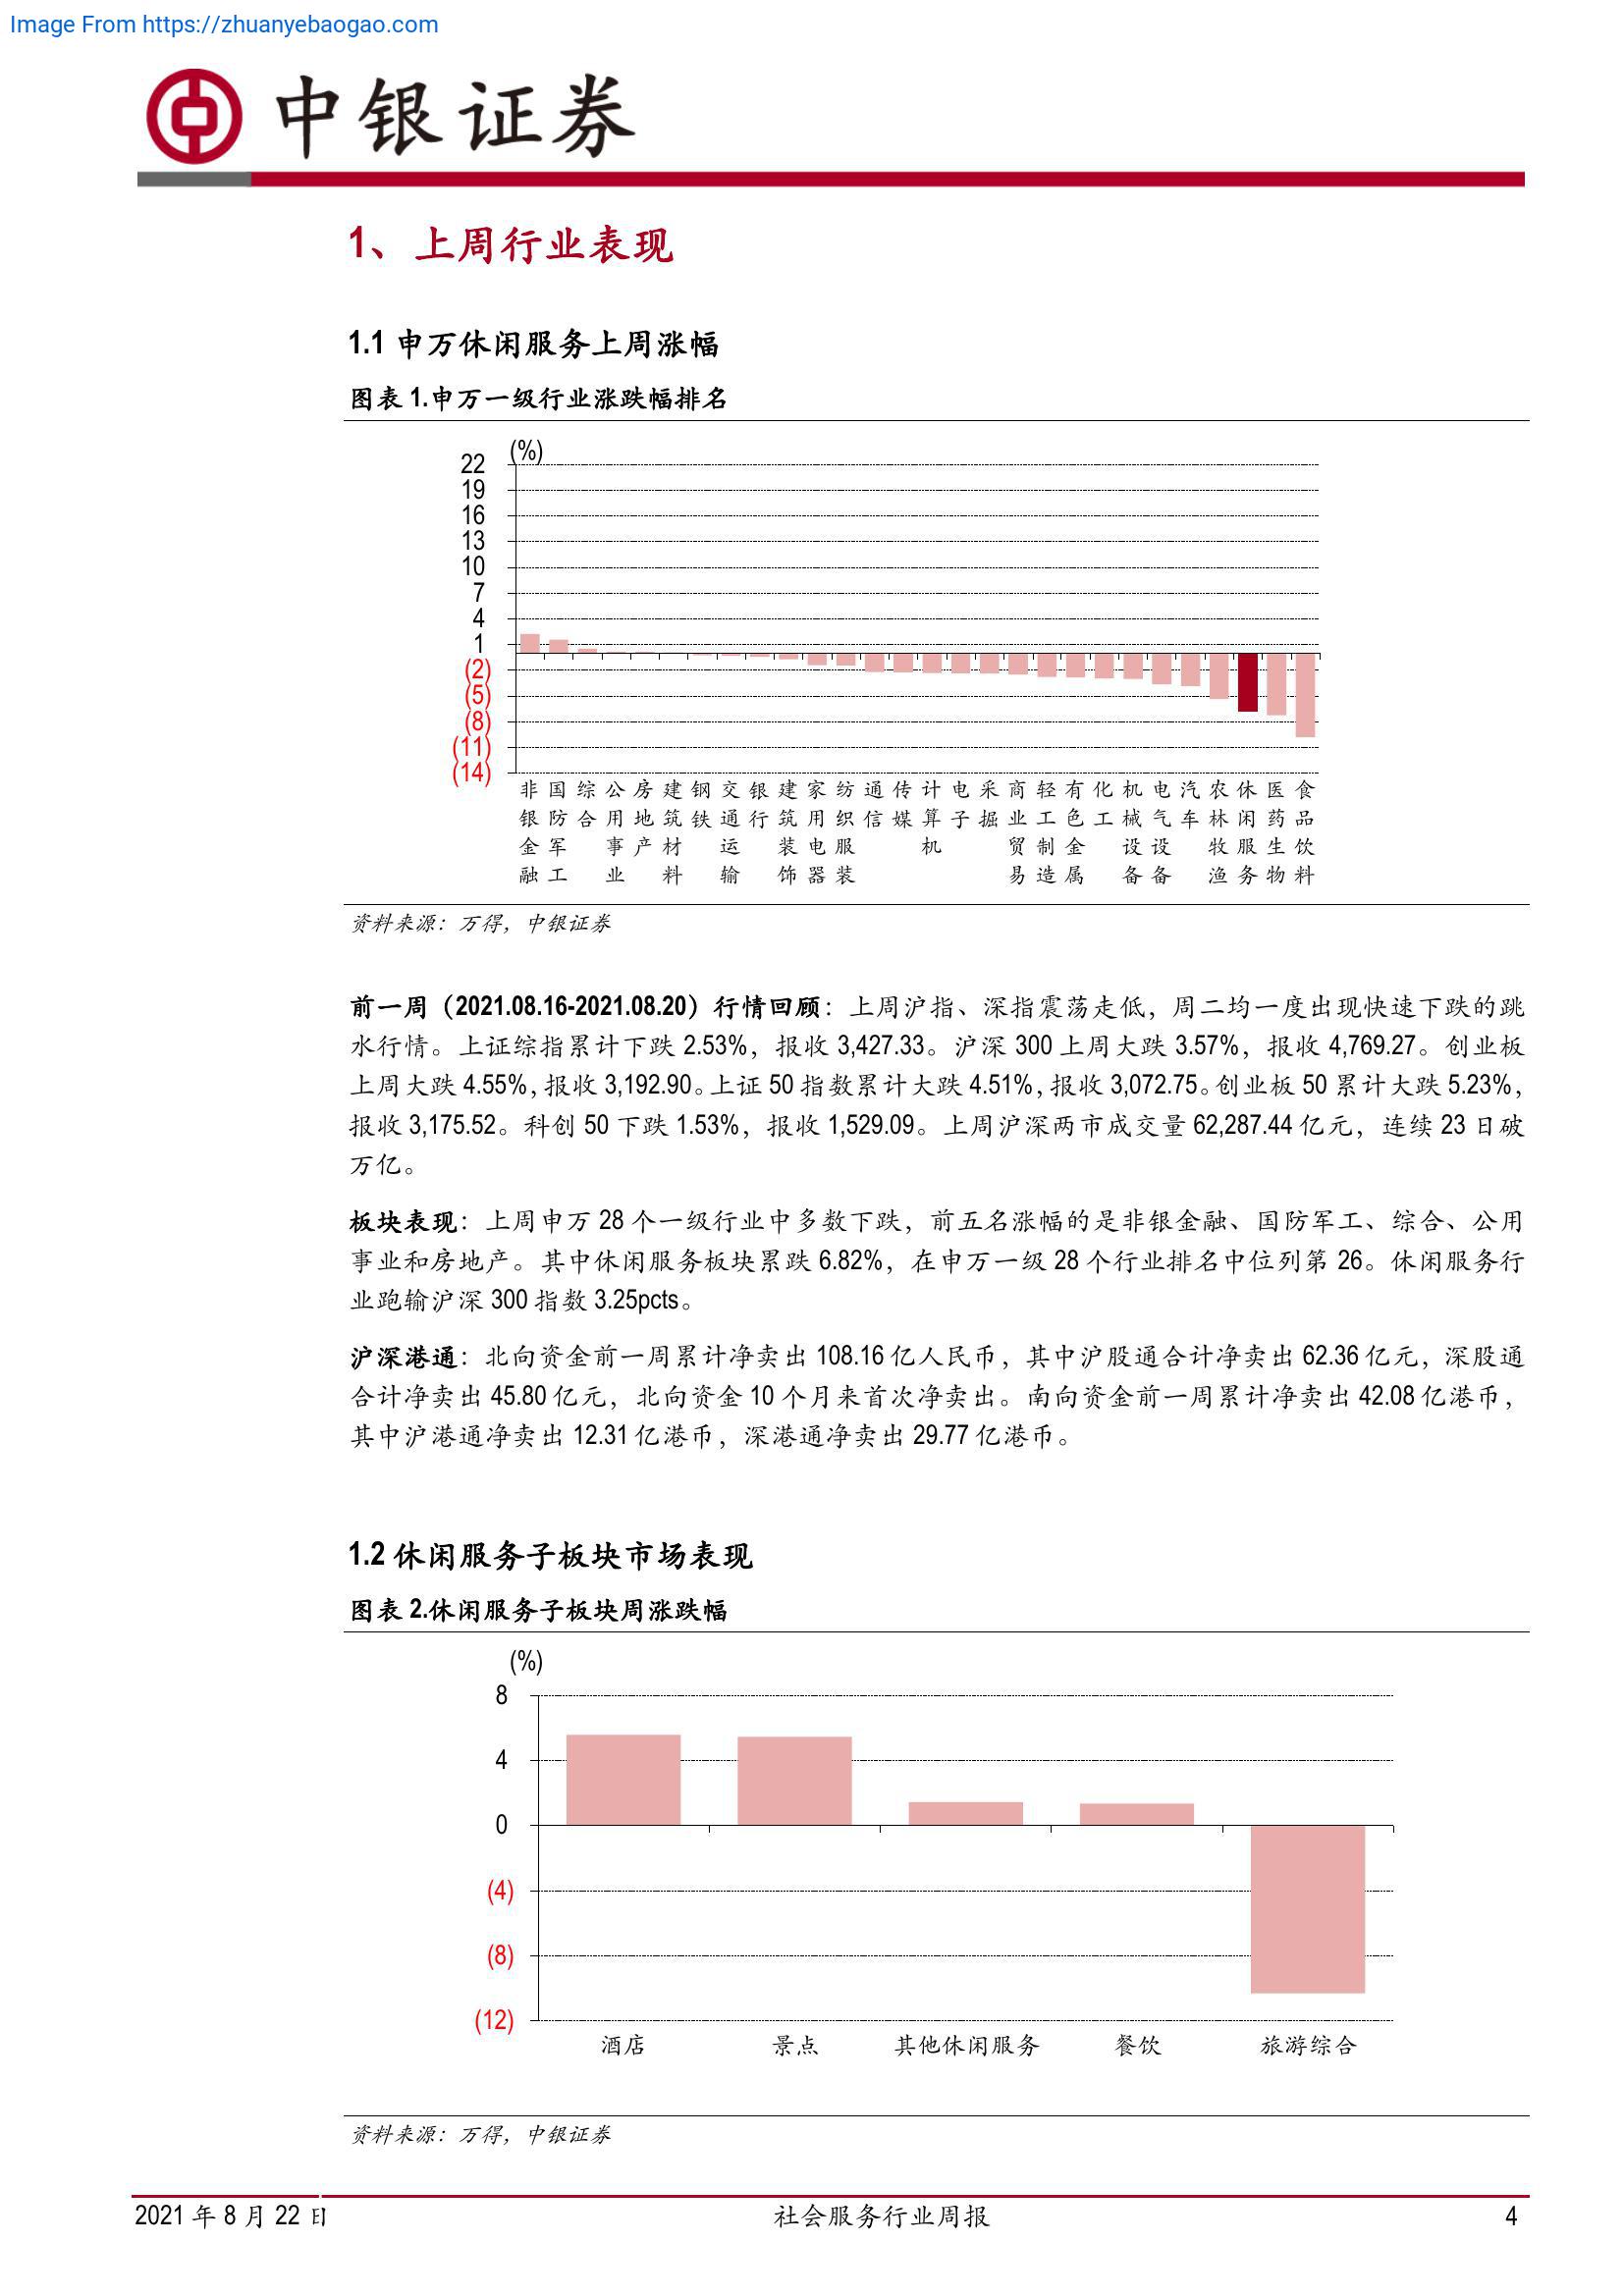 Image From https://zhuanyebaogao.com
中银证券
1、上周行业表现
1.1 申万休闲服务上周涨幅
图表 1.申万一级行业涨跌幅排名
(%)
22
19
16
13
10
7
4
1
(2)
(5)
(8)
(11)
(14)
非银金融
国防军工
综合
公用事业
房地产
建筑材料
钢铁
交通运输
银行
建筑装饰
家用电器
纺织服装
通信
传媒
计算机
电子
采掘
商业贸易
轻工制造
有色金属
化工
机械设备
电气设备
汽车
农林牧渔
休闲服务
医药生物
食品饮料
资料来源：万得，中银证券
前一周（2021.08.16-2021.08.20）行情回顾：上周沪指、深指震荡走低，周二均一度出现快速下跌的跳
水行情。上证综指累计下跌 2.53%，报收 3,427.33。沪深 300 上周大跌 3.57%，报收 4,769.27。创业板
上周大跌 4.55%，报收 3,192.90。上证 50 指数累计大跌 4.51%，报收 3,072.75。创业板 50 累计大跌 5.23%，
报收 3,175.52。科创 50 下跌 1.53%，报收 1,529.09。上周沪深两市成交量 62,287.44 亿元，连续 23 日破
万亿。
板块表现：上周申万 28 个一级行业中多数下跌，前五名涨幅的是非银金融、国防军工、综合、公用
事业和房地产。其中休闲服务板块累跌 6.82%，在申万一级 28 个行业排名中位列第 26。休闲服务行
业跑输沪深 300 指数 3.25pcts。
沪深港通：北向资金前一周累计净卖出 108.16 亿人民币，其中沪股通合计净卖出 62.36 亿元，深股通
合计净卖出 45.80 亿元，北向资金 10 个月来首次净卖出。南向资金前一周累计净卖出 42.08 亿港币，
其中沪港通净卖出 12.31 亿港币，深港通净卖出 29.77 亿港币。
1.2 休闲服务子板块市场表现
图表 2.休闲服务子板块周涨跌幅
(%)
8
4
0
(4)
(8)
(12)
酒店 景点 其他休闲服务 餐饮 旅游综合
资料来源：万得，中银证券
2021 年 8 月 22 日 社会服务行业周报 4